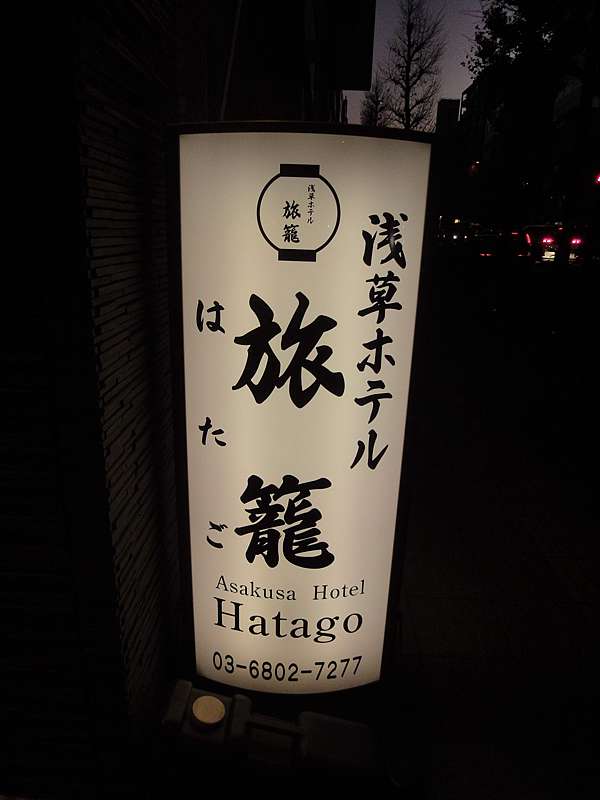 浅草ホテル
旅籠
浅草ホテル
旅籠
はたご
Asakusa Hotel
Hatago
03-6802-7277